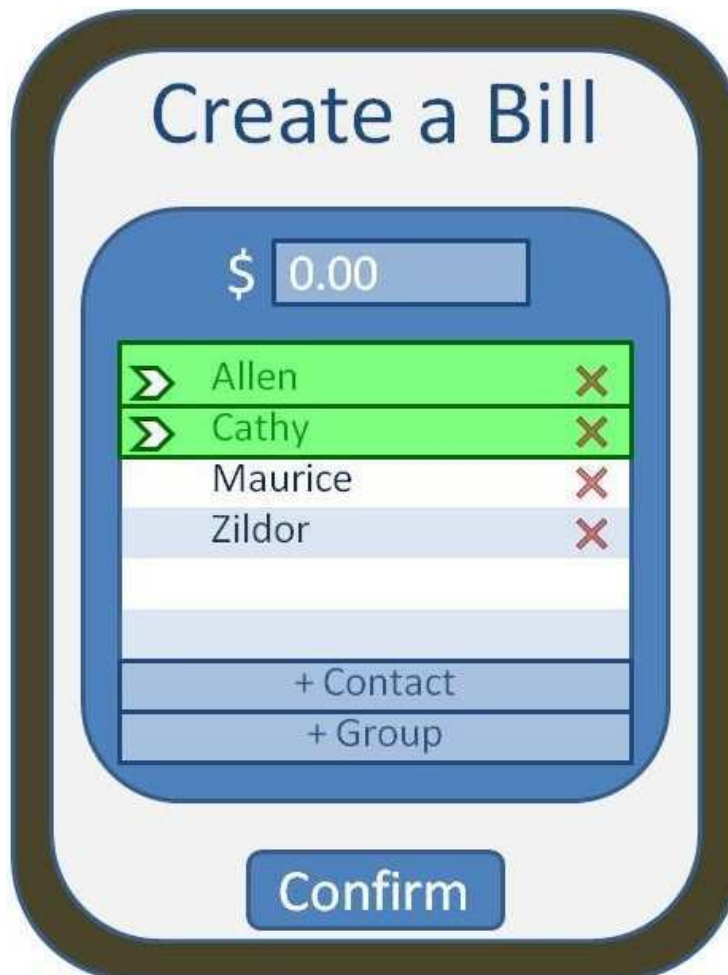 Create a Bill
$ 0.00
Allen
Cathy
Maurice
Zildor
+ Contact
+ Group
Confirm